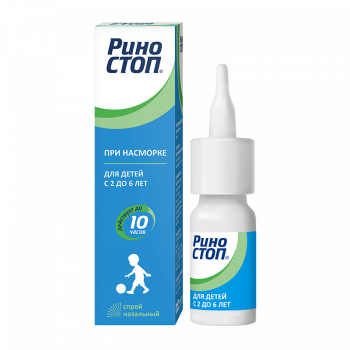 РИНО
СТОП®
ПРИ НАСМОРКЕ
ДЛЯ ДЕТЕЙ
С 2 ДО 6 ЛЕТ
действует до
10
часов
спрей
назальный
РИНО
СТОП®
ДЛЯ ДЕТЕЙ
С 2 ДО 6 ЛЕТ